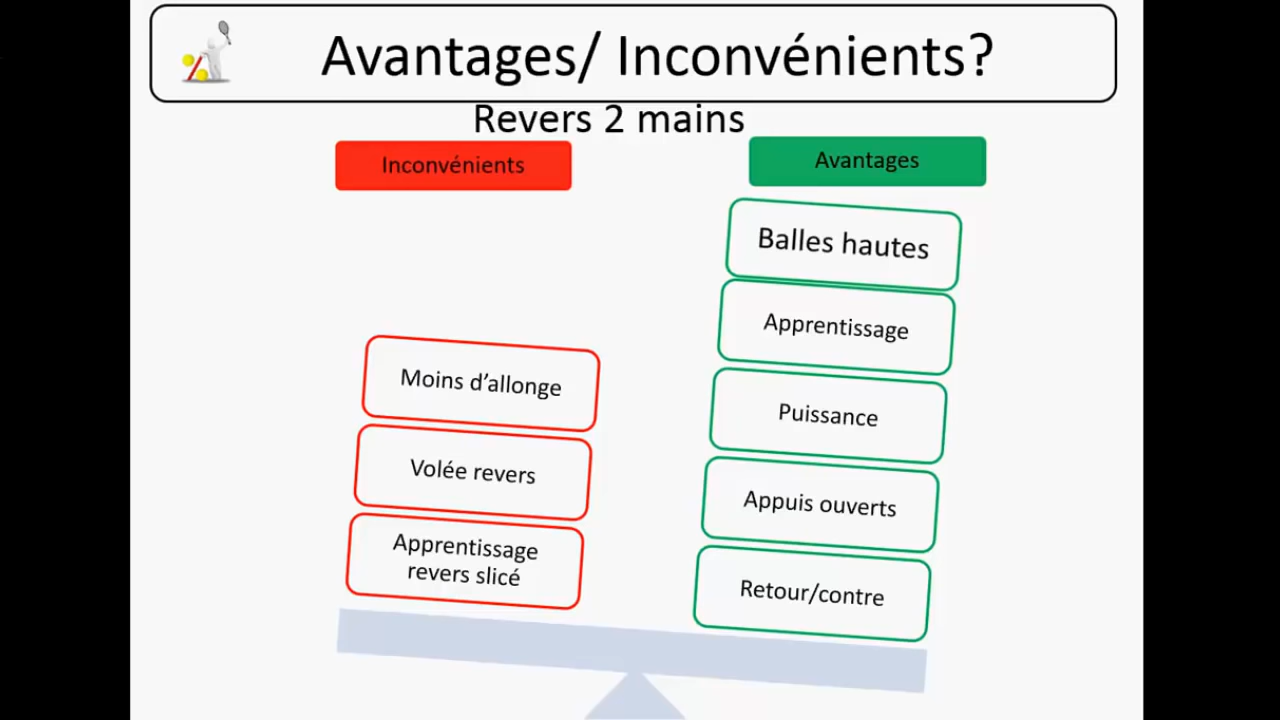 Avantages/ Inconvénients?
Revers 2 mains
Inconvénients
Moins d’allonge
Volée revers
Apprentissage
revers slicé
Avantages
Balles hautes
Apprentissage
Puissance
Appuis ouverts
Retour/contre